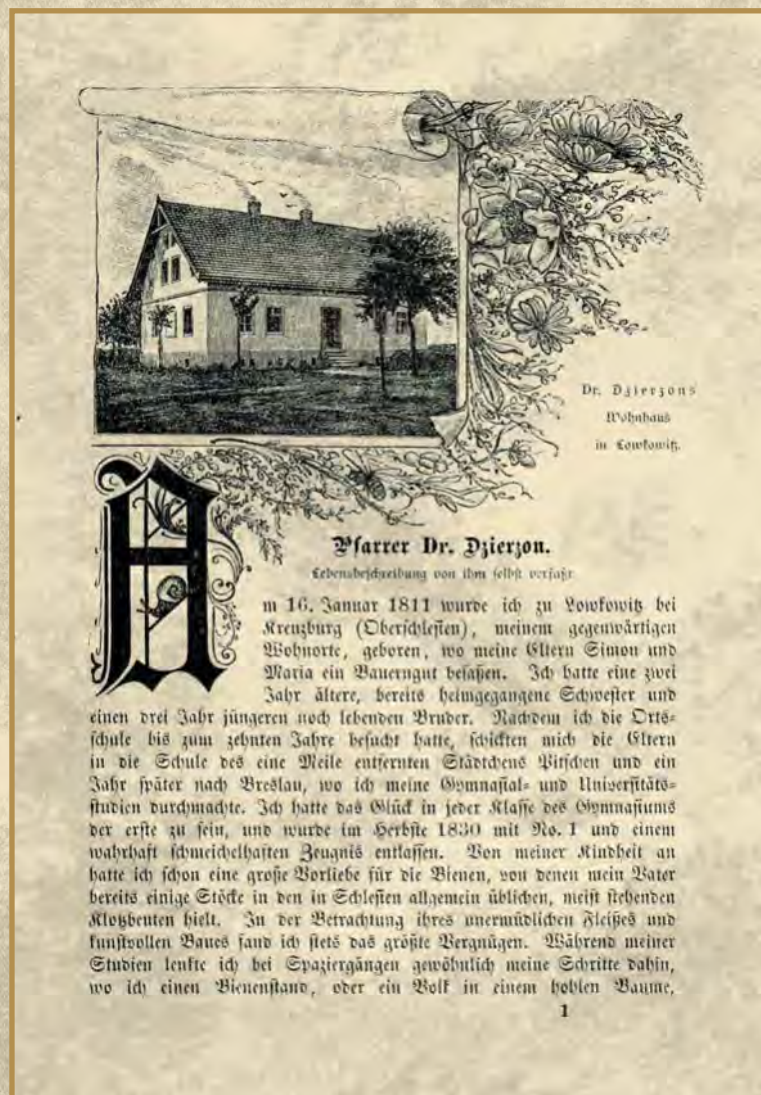 Dr. Dzierzons
Wohnhaus
in Lowkowitz.
Pfarrer Dr. Dzierzon.
Lebensbeschreibung von ihm selbst verfaßt
Am 16. Januar 1811 wurde ich zu Lowkowitz bei
Kreuzburg (Oberschlesien), meinem gegenwärtigen
Wohnorte, geboren, wo meine Eltern Simon und
Maria ein Bauerngut besaßen. Ich hatte eine zwei
Jahr ältere, bereits heimgegangene Schwester und
einen drei Jahr jüngeren noch lebenden Bruder. Nachdem ich die Orts-
schule bis zum zehnten Jahre besucht hatte, schickten mich die Eltern
in die Schule des eine Meile entfernten Städtchens Pitschen und ein
Jahr später nach Breslau, wo ich meine Gymnasial- und Universitäts-
studien durchmachte. Ich hatte das Glück in jeder Klasse des Gymnasiums
der erste zu sein, und wurde im Herbste 1830 mit No. 1 und einem
wahrhaft schmeichelhaften Zeugnis entlassen. Von meiner Kindheit an
hatte ich schon eine große Vorliebe für die Bienen, von denen mein Vater
bereits einige Stöcke in den in Schlesien allgemein üblichen, meist stehenden
Klotzbeuten hielt. In der Betrachtung ihres unermüdlichen Fleißes und
kunstvollen Baues fand ich stets das größte Vergnügen. Während meiner
Studien lenkte ich bei Spaziergängen gewöhnlich meine Schritte dahin,
wo ich einen Bienenstand, oder ein Volk in einem hohlen Baume,
1